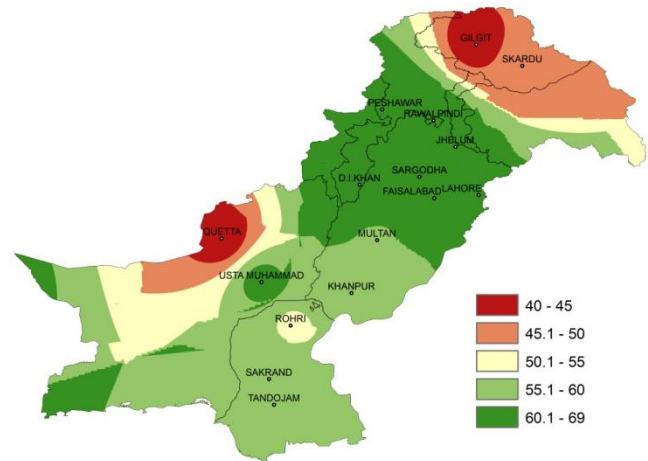 GILGIT
SKARDU
PESHAWAR
RAWALPINDI
JHELUM
SARGODHA
D.I.KHAN
FAISALABAD
LAHORE
QUETTA
MULTAN
USTA MUHAMMAD
KHANPUR
ROHRI
SAKRAND
TANDOJAM
40 - 45
45.1 - 50
50.1 - 55
55.1 - 60
60.1 - 69